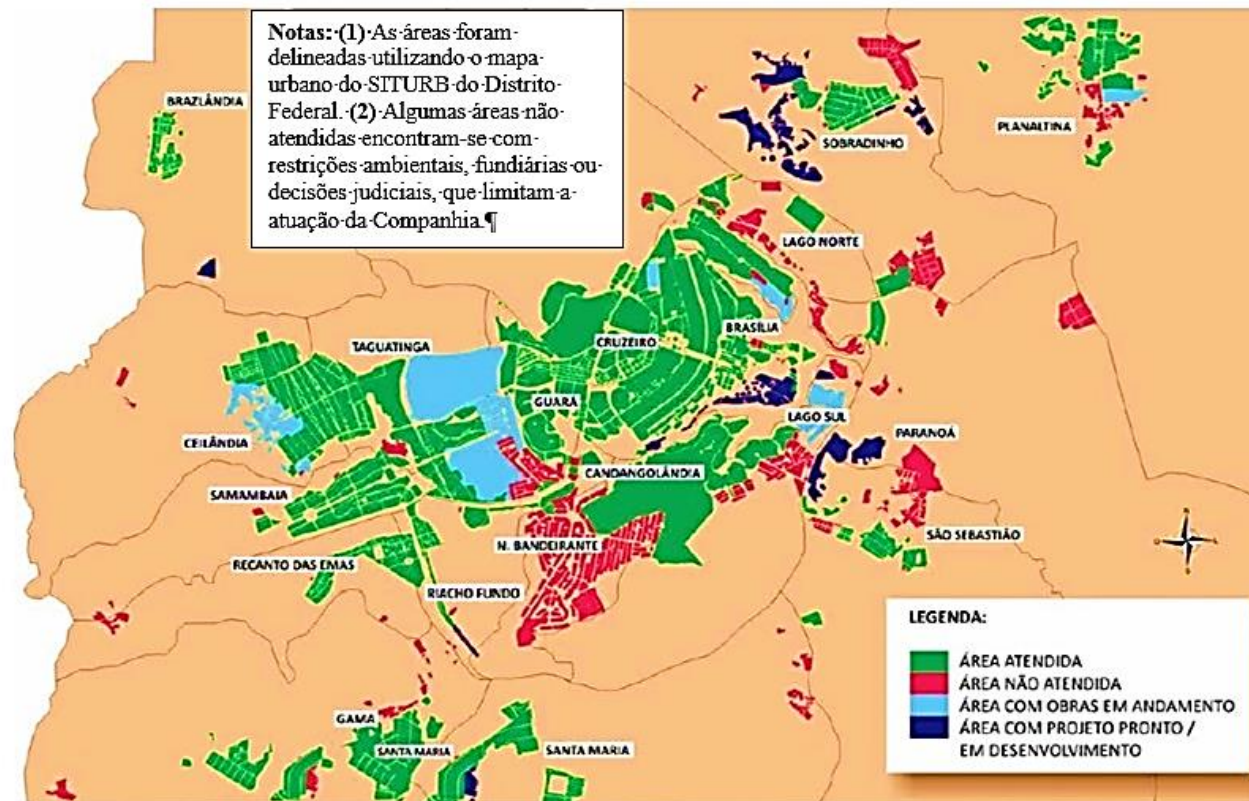 Notas:·(1)·As·áreas·foram·
delineadas·utilizando·o·mapa·
urbano·do·SITURB·do·Distrito·
Federal.·(2)·Algumas·áreas·não·
atendidas·encontram-se·com·
restrições·ambientais,·fundiárias·ou·
decisões·judiciais,·que·limitam·a·
atuação·da·Companhia.¶
BRAZLÂNDIA
SOBRADINHO
PLANALTINA
LAGO NORTE
BRASÍLIA
CRUZEIRO
TAGUATINGA
GUARÁ
LAGO SUL
PARANOÁ
CEILÂNDIA
CANDANGOLÂNDIA
SAMAMBAIA
SÃO SEBASTIÃO
N. BANDEIRANTE
RECANTO DAS EMAS
RIACHO FUNDO
GAMA
SANTA MARIA
SANTA MARIA
LEGENDA:
ÁREA ATENDIDA
ÁREA NÃO ATENDIDA
ÁREA COM OBRAS EM ANDAMENTO
ÁREA COM PROJETO PRONTO /
EM DESENVOLVIMENTO